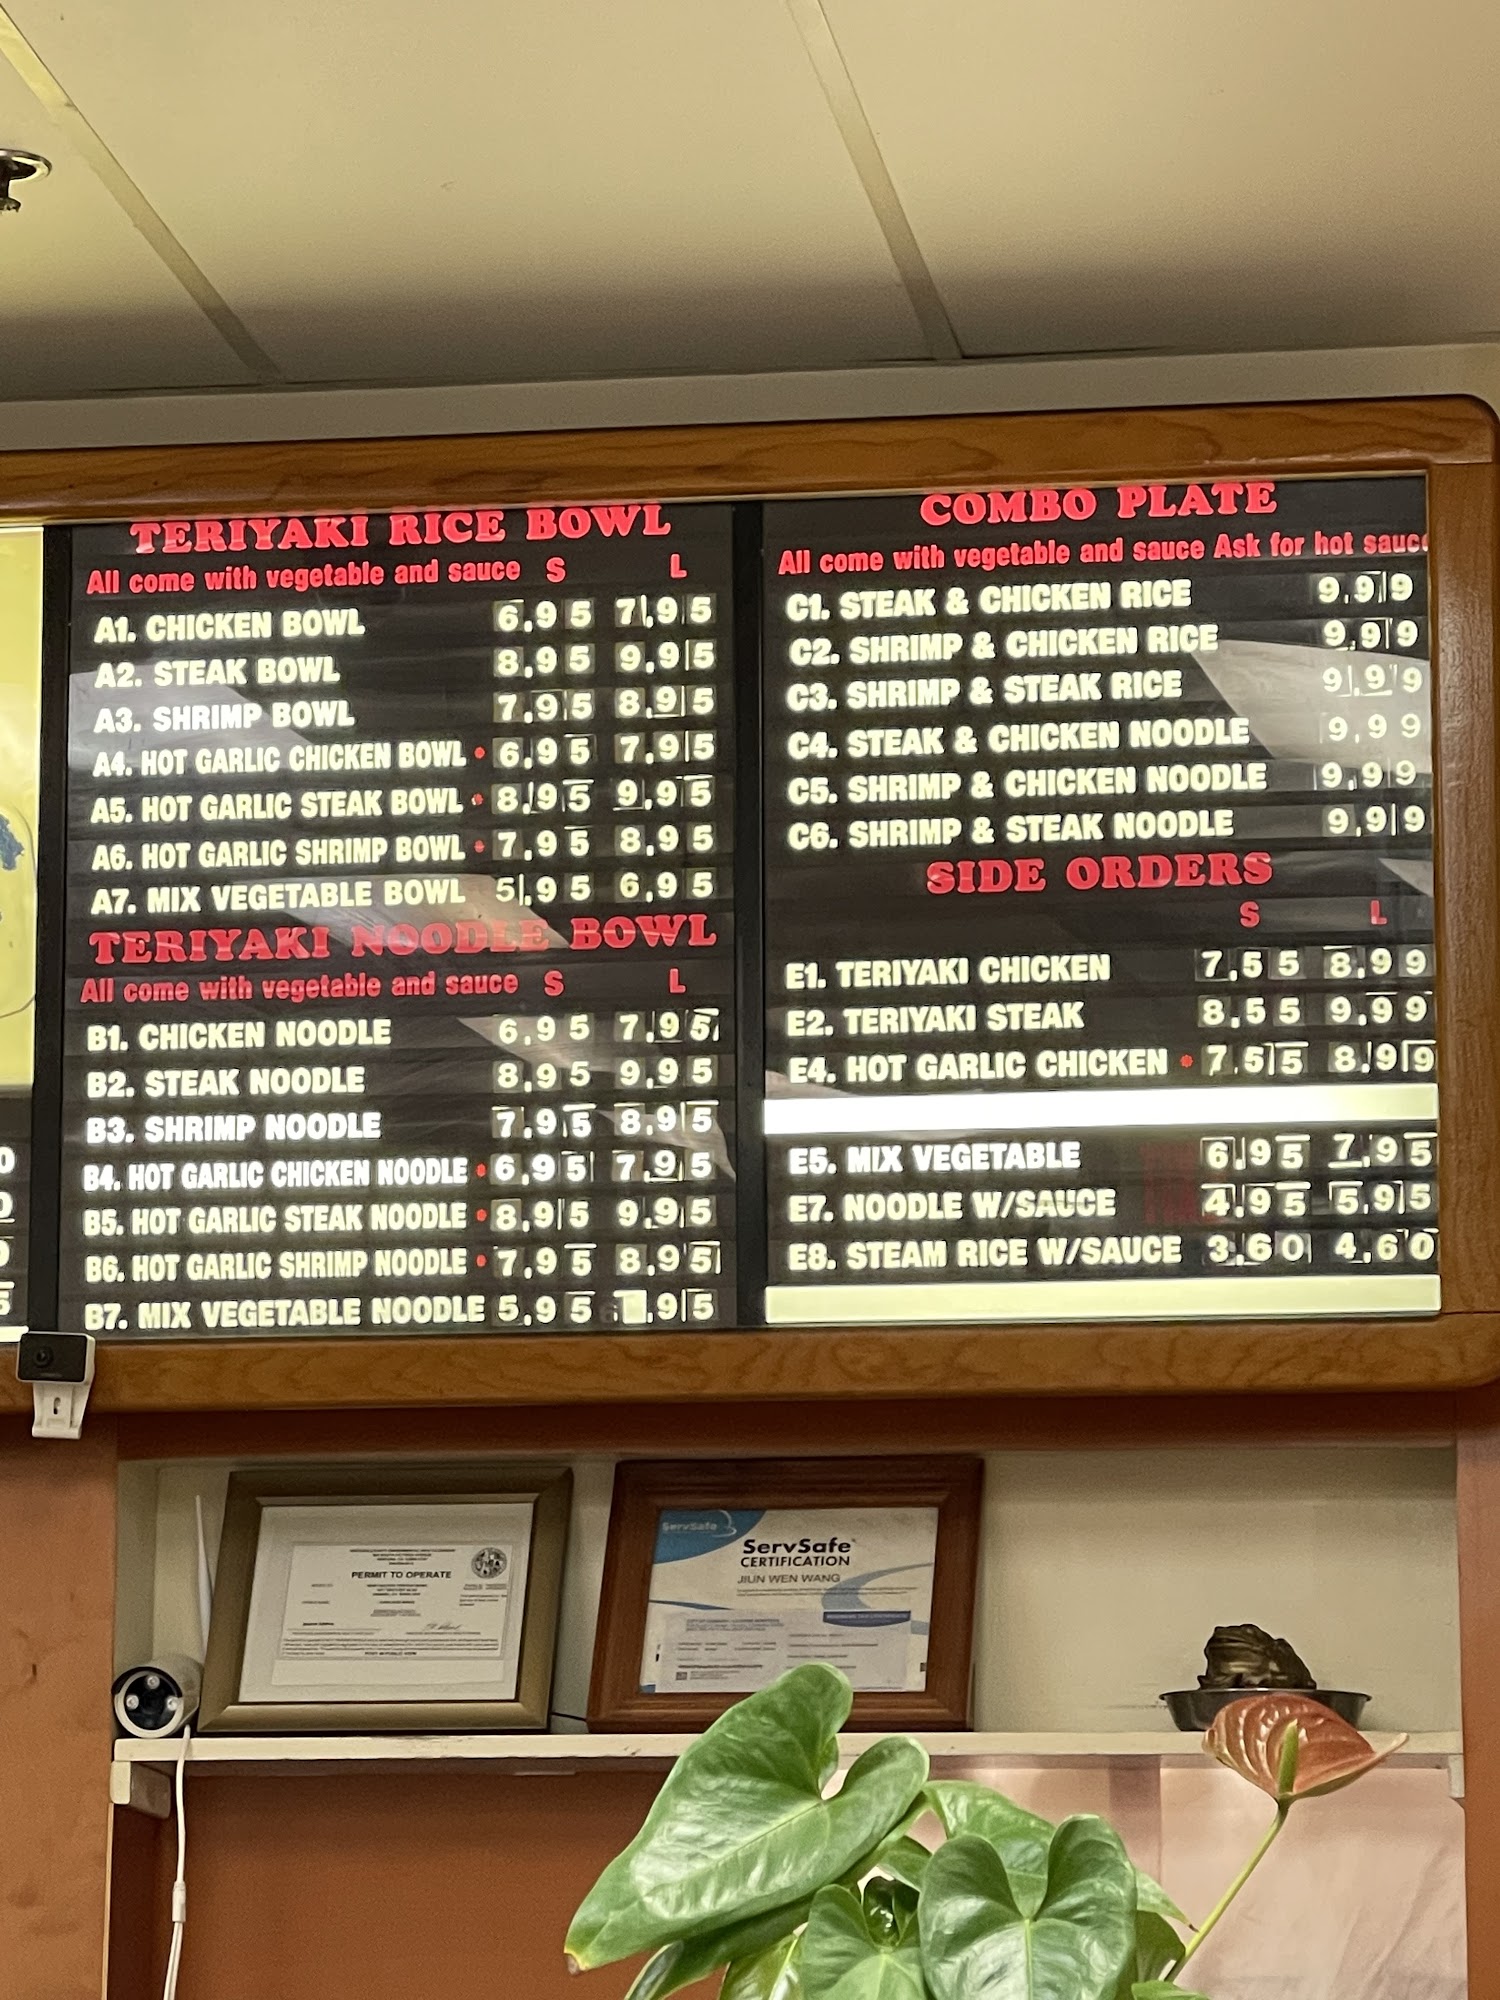 TERIYAKI RICE BOWL
All come with vegetable and sauce S L
A1. CHICKEN BOWL 6.95 7.95
A2. STEAK BOWL 8.95 9.95
A3. SHRIMP BOWL 7.95 8.95
A4. HOT GARLIC CHICKEN BOWL 6.95 7.95
A5. HOT GARLIC STEAK BOWL 8.95 9.95
A6. HOT GARLIC SHRIMP BOWL 7.95 8.95
A7. MIX VEGETABLE BOWL 5.95 6.95
TERIYAKI NOODLE BOWL
All come with vegetable and sauce S L
B1. CHICKEN NOODLE 6.95 7.95
B2. STEAK NOODLE 8.95 9.95
B3. SHRIMP NOODLE 7.95 8.95
B4. HOT GARLIC CHICKEN NOODLE 6.95 7.95
B5. HOT GARLIC STEAK NOODLE 8.95 9.95
B6. HOT GARLIC SHRIMP NOODLE 7.95 8.95
B7. MIX VEGETABLE NOODLE 5.95 .95
COMBO PLATE
All come with vegetable and sauce Ask for hot sauc
C1. STEAK & CHICKEN RICE 9.99
C2. SHRIMP & CHICKEN RICE 9.99
C3. SHRIMP & STEAK RICE 9.99
C4. STEAK & CHICKEN NOODLE 9.99
C5. SHRIMP & CHICKEN NOODLE 9.99
C6. SHRIMP & STEAK NOODLE 9.99
SIDE ORDERS
S L
E1. TERIYAKI CHICKEN 7.55 8.99
E2. TERIYAKI STEAK 8.55 9.99
E4. HOT GARLIC CHICKEN 7.55 8.99
E5. MIX VEGETABLE 6.95 7.95
E7. NOODLE W/SAUCE 4.95 5.95
E8. STEAM RICE W/SAUCE 3.60 4.60
PERMIT TO OPERATE
ServSafe
ServSafe
CERTIFICATION
JIUN WEN WANG